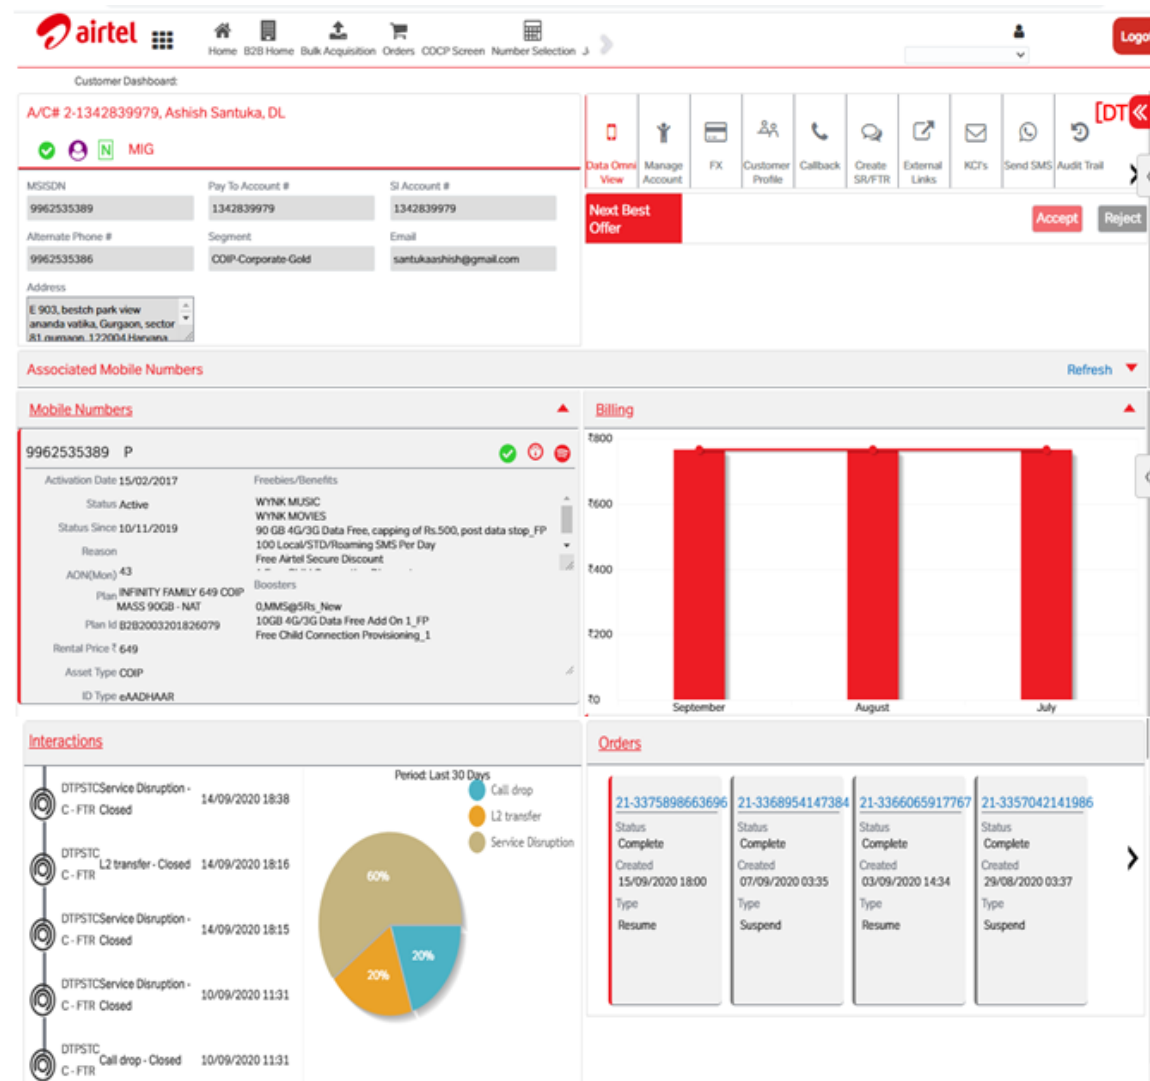 airtel
Home B2B Home Bulk Acquisition Orders COCP Screen Number Selection J
Logo
Customer Dashboard:
A/C# 2-1342839979, Ashish Santuka, DL
N MIG
MSISDN Pay To Account # SI Account #
9962535389 1342839979 1342839979
Alternate Phone # Segment Email
9962535386 COIP-Corporate-Gold santukaashish@gmail.com
Address
E 903, bestch park view
ananda vatika, Gurgaon, sector
81 gurgaon, 122004 Haryana
[DT
Data Omni View
Manage Account
FX
Customer Profile
Callback
Create SR/FTR
External Links
KCI's
Send SMS
Audit Trail
Next Best Offer
Accept Reject
Associated Mobile Numbers Refresh
Mobile Numbers
9962535389 P
Activation Date 15/02/2017
Status Active
Status Since 10/11/2019
Reason
AON(Mon) 43
Plan INFINITY FAMILY 649 COIP
MASS 90GB - NAT
Plan Id B2B2003201826079
Rental Price ₹ 649
Asset Type COIP
ID Type eAADHAAR
Freebies/Benefits
WYNK MUSIC
WYNK MOVIES
90 GB 4G/3G Data Free, capping of Rs.500, post data stop_FP
100 Local/STD/Roaming SMS Per Day
Free Airtel Secure Discount
Boosters
0,MMS@5Rs_New
10GB 4G/3G Data Free Add On 1_FP
Free Child Connection Provisioning_1
Billing
₹800
₹600
₹400
₹200
₹0
September August July
Interactions
DTPSTC Service Disruption -
C - FTR Closed 14/09/2020 18:38
DTPSTC
C - FTR L2 transfer - Closed 14/09/2020 18:16
DTPSTC Service Disruption -
C - FTR Closed 14/09/2020 18:15
DTPSTC Service Disruption -
C - FTR Closed 10/09/2020 11:31
DTPSTC
C - FTR Call drop - Closed 10/09/2020 11:31
Period: Last 30 Days
Call drop
L2 transfer
Service Disruption
60%
20%
20%
Orders
21-3375898663696 21-3368954147384 21-3366065917767 21-3357042141986
Status Status Status Status
Complete Complete Complete Complete
Created Created Created Created
15/09/2020 18:00 07/09/2020 03:35 03/09/2020 14:34 29/08/2020 03:37
Type Type Type Type
Resume Suspend Resume Suspend